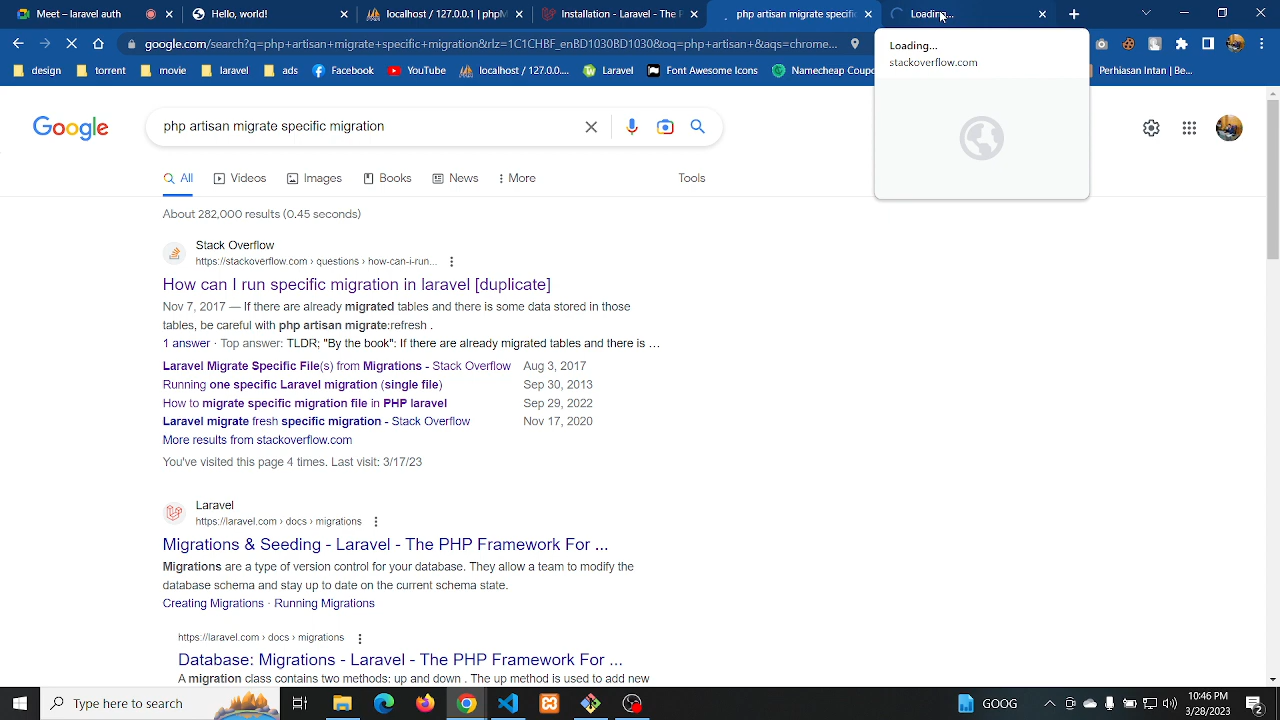 Meet – laravel auth
Hello, world!
localhost / 127.0.0.1 | phpM
Installation - Laravel - The P
php artisan migrate specific
Loading...
google.com/search?q=php+artisan+migrate+specific+migration&rlz=1C1CHBF_enBD1030BD1030&oq=php+artisan+&aqs=chrome...
Loading...
stackoverflow.com
design
torrent
movie
laravel
ads
Facebook
YouTube
localhost / 127.0.0....
Laravel
Font Awesome Icons
Namecheap Coupo
Perhiasan Intan | Be...
Google
php artisan migrate specific migration
All
Videos
Images
Books
News
More
Tools
About 282,000 results (0.45 seconds)
Stack Overflow
https://stackoverflow.com › questions › how-can-i-run...
How can I run specific migration in laravel [duplicate]
Nov 7, 2017 — If there are already migrated tables and there is some data stored in those
tables, be careful with php artisan migrate:refresh .
1 answer · Top answer: TLDR; "By the book": If there are already migrated tables and there is ...
Laravel Migrate Specific File(s) from Migrations - Stack Overflow Aug 3, 2017
Running one specific Laravel migration (single file) Sep 30, 2013
How to migrate specific migration file in PHP laravel Sep 29, 2022
Laravel migrate fresh specific migration - Stack Overflow Nov 17, 2020
More results from stackoverflow.com
You've visited this page 4 times. Last visit: 3/17/23
Laravel
https://laravel.com › docs › migrations
Migrations & Seeding - Laravel - The PHP Framework For ...
Migrations are a type of version control for your database. They allow a team to modify the
database schema and stay up to date on the current schema state.
Creating Migrations · Running Migrations
https://laravel.com › docs › migrations
Database: Migrations - Laravel - The PHP Framework For ...
A migration class contains two methods: up and down . The up method is used to add new
Type here to search
GOOG
10:46 PM
3/28/2023
2